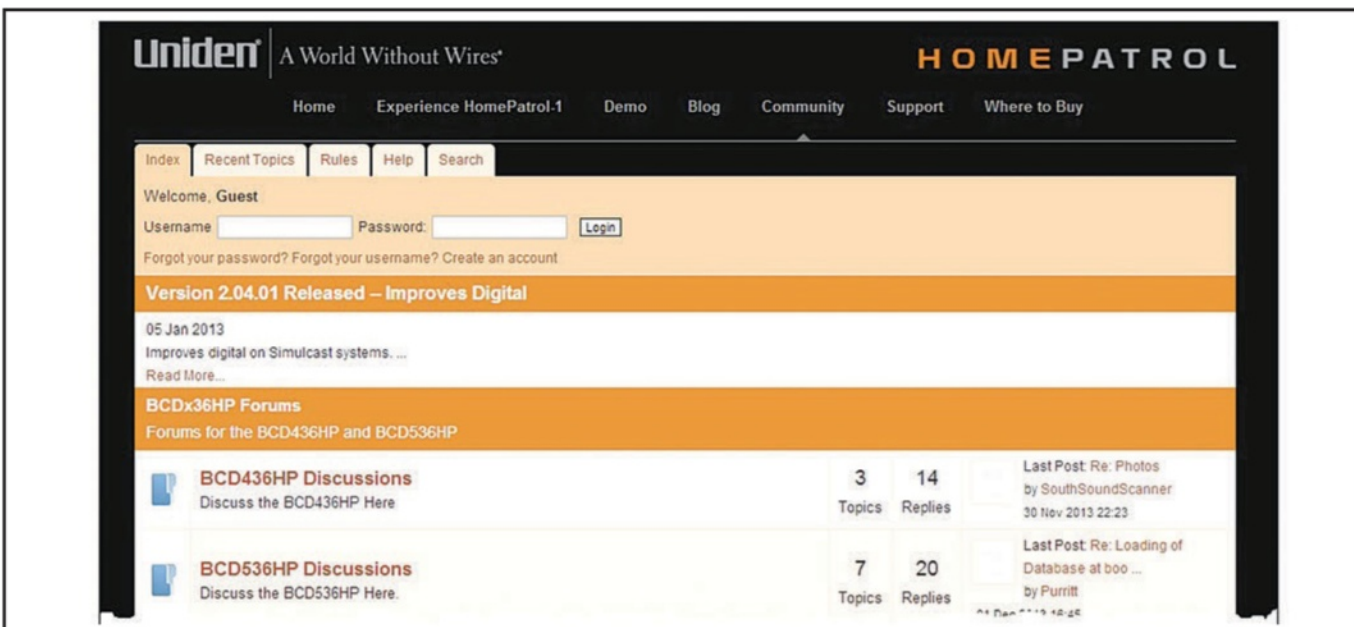 Uniden® A World Without Wires® HOMEPATROL
Home Experience HomePatrol-1 Demo Blog Community Support Where to Buy
Index Recent Topics Rules Help Search
Welcome, Guest
Username Password: Login
Forgot your password? Forgot your username? Create an account
Version 2.04.01 Released – Improves Digital
05 Jan 2013
Improves digital on Simulcast systems. ...
Read More...
BCDx36HP Forums
Forums for the BCD436HP and BCD536HP
BCD436HP Discussions
Discuss the BCD436HP Here
3 Topics
14 Replies
Last Post: Re: Photos
by SouthSoundScanner
30 Nov 2013 22:23
BCD536HP Discussions
Discuss the BCD536HP Here.
7 Topics
20 Replies
Last Post: Re: Loading of
Database at boo ...
by Purritt